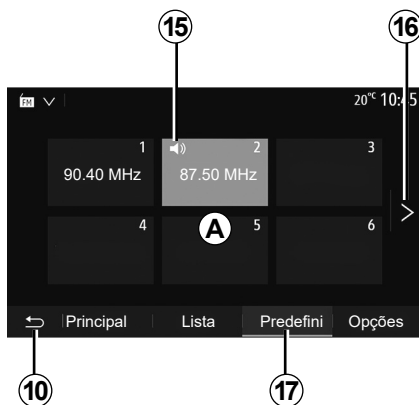 15 16
FM 20°C 10:45
1 2 3
90.40 MHz 87.50 MHz
A
4 5 6
Principal Lista Predefini Opções
10 17